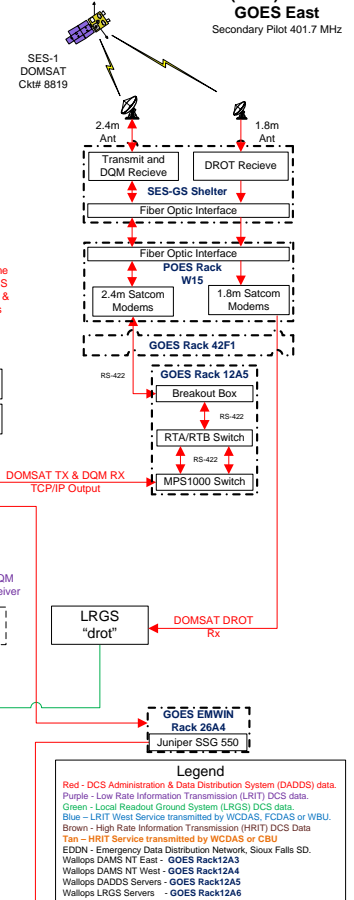 GOES East
Secondary Pilot 401.7 MHz
SES-1
DOMSAT
Ckt# 8819
2.4m
Ant
1.8m
Ant
Transmit and
DQM Recieve
DROT Recieve
SES-GS Shelter
Fiber Optic Interface
Fiber Optic Interface
POES Rack
W15
2.4m Satcom
Modems
1.8m Satcom
Modems
GOES Rack 42F1
RS-422
GOES Rack 12A5
Breakout Box
RS-422
RTA/RTB Switch
RS-422
MPS1000 Switch
DOMSAT TX & DQM RX
TCP/IP Output
LRGS
“drot”
DOMSAT DROT
Rx
GOES EMWIN
Rack 26A4
Juniper SSG 550
Legend
Red - DCS Administration & Data Distribution System (DADDS) data.
Purple - Low Rate Information Transmission (LRIT) DCS data.
Green - Local Readout Ground System (LRGS) DCS data.
Blue – LRIT NT Service transmitted by WCDAS, FCDAS or WBU.
Brown - High Rate Information Transmission (HRIT) DCS Data
Tan – HRIT Service transmitted by WCDAS or CBU
EDDN - Emergency Data Distribution Network, Sioux Falls SD.
Wallops DAMS NT East - GOES Rack12A3
Wallops DAMS NT West - GOES Rack12A4
Wallops DADDS Servers - GOES Rack12A5
Wallops LRGS Servers - GOES Rack12A6